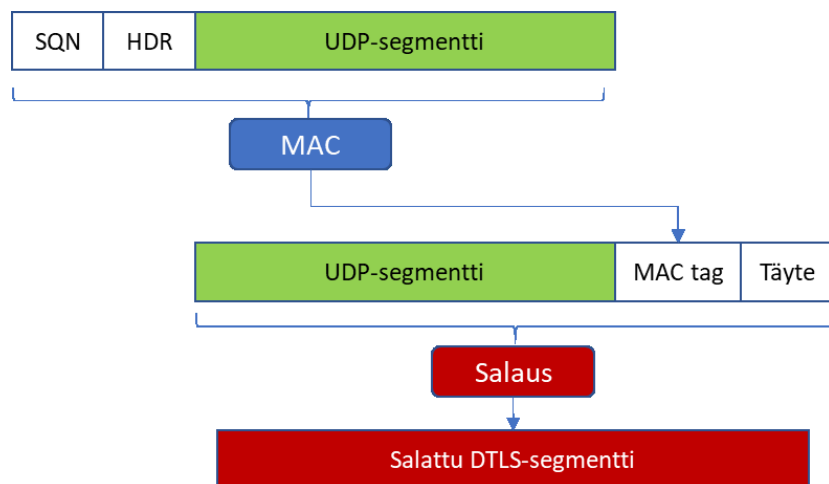 SQN HDR UDP-segmentti
MAC
UDP-segmentti MAC tag Täyte
Salaus
Salattu DTLS-segmentti